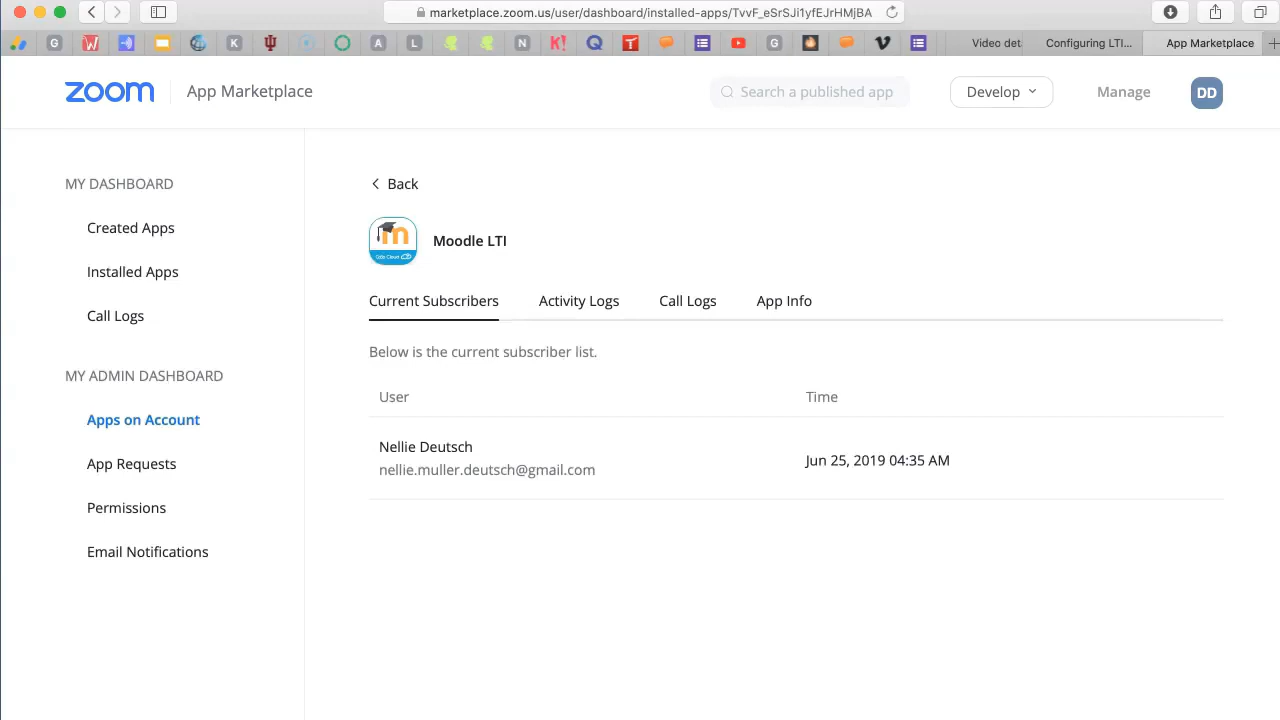 marketplace.zoom.us/user/dashboard/installed-apps/TvvF_eSrSJi1yfEJrHMjBA
Video det
Configuring LTI...
App Marketplace
zoom
App Marketplace
Search a published app
Develop
Manage
DD
MY DASHBOARD
Created Apps
Installed Apps
Call Logs
MY ADMIN DASHBOARD
Apps on Account
App Requests
Permissions
Email Notifications
Back
Moodle LTI
Current Subscribers
Activity Logs
Call Logs
App Info
Below is the current subscriber list.
User
Time
Nellie Deutsch
nellie.muller.deutsch@gmail.com
Jun 25, 2019 04:35 AM